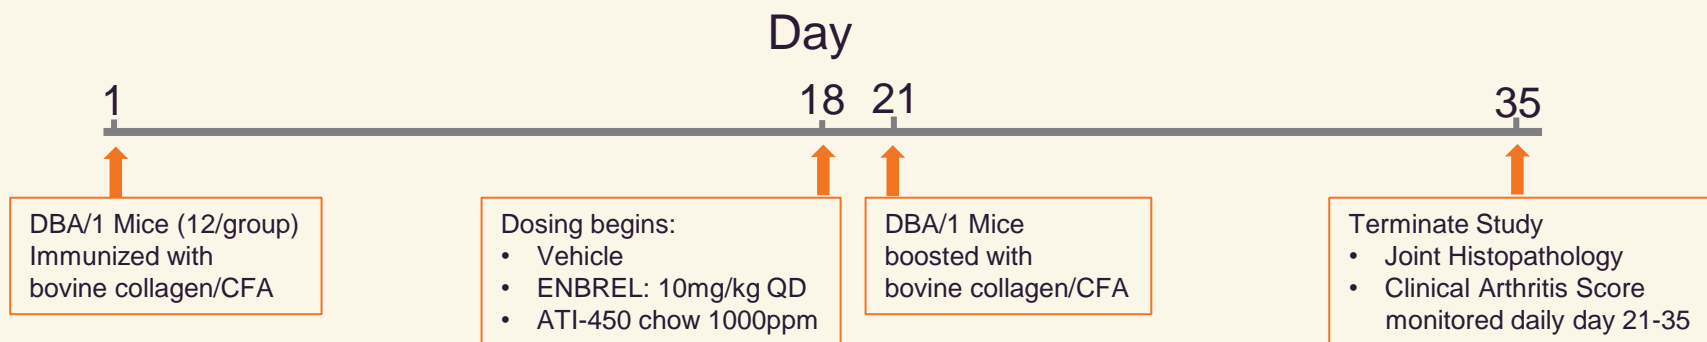 Day
1
18
21
35
DBA/1 Mice (12/group)
Immunized with
bovine collagen/CFA
Dosing begins:
• Vehicle
• ENBREL: 10mg/kg QD
• ATI-450 chow 1000ppm
DBA/1 Mice
boosted with
bovine collagen/CFA
Terminate Study
• Joint Histopathology
• Clinical Arthritis Score
monitored daily day 21-35